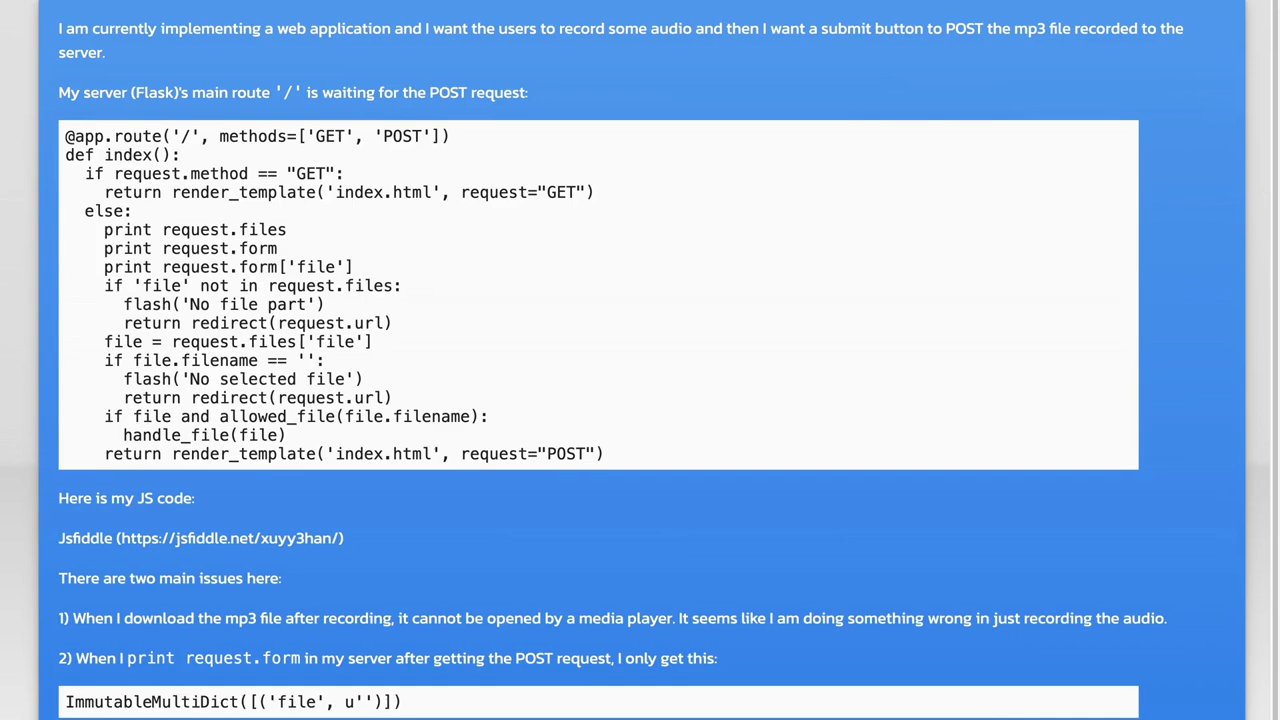 I am currently implementing a web application and I want the users to record some audio and then I want a submit button to POST the mp3 file recorded to the
server.
My server (Flask)'s main route '/' is waiting for the POST request:
@app.route('/', methods=['GET', 'POST'])
def index():
  if request.method == "GET":
    return render_template('index.html', request="GET")
  else:
    print request.files
    print request.form
    print request.form['file']
    if 'file' not in request.files:
      flash('No file part')
      return redirect(request.url)
    file = request.files['file']
    if file.filename == '':
      flash('No selected file')
      return redirect(request.url)
    if file and allowed_file(file.filename):
      handle_file(file)
    return render_template('index.html', request="POST")
Here is my JS code:
Jsfiddle (https://jsfiddle.net/xuyy3han/)
There are two main issues here:
1) When I download the mp3 file after recording, it cannot be opened by a media player. It seems like I am doing something wrong in just recording the audio.
2) When I print request.form in my server after getting the POST request, I only get this:
ImmutableMultiDict([('file', u'')])